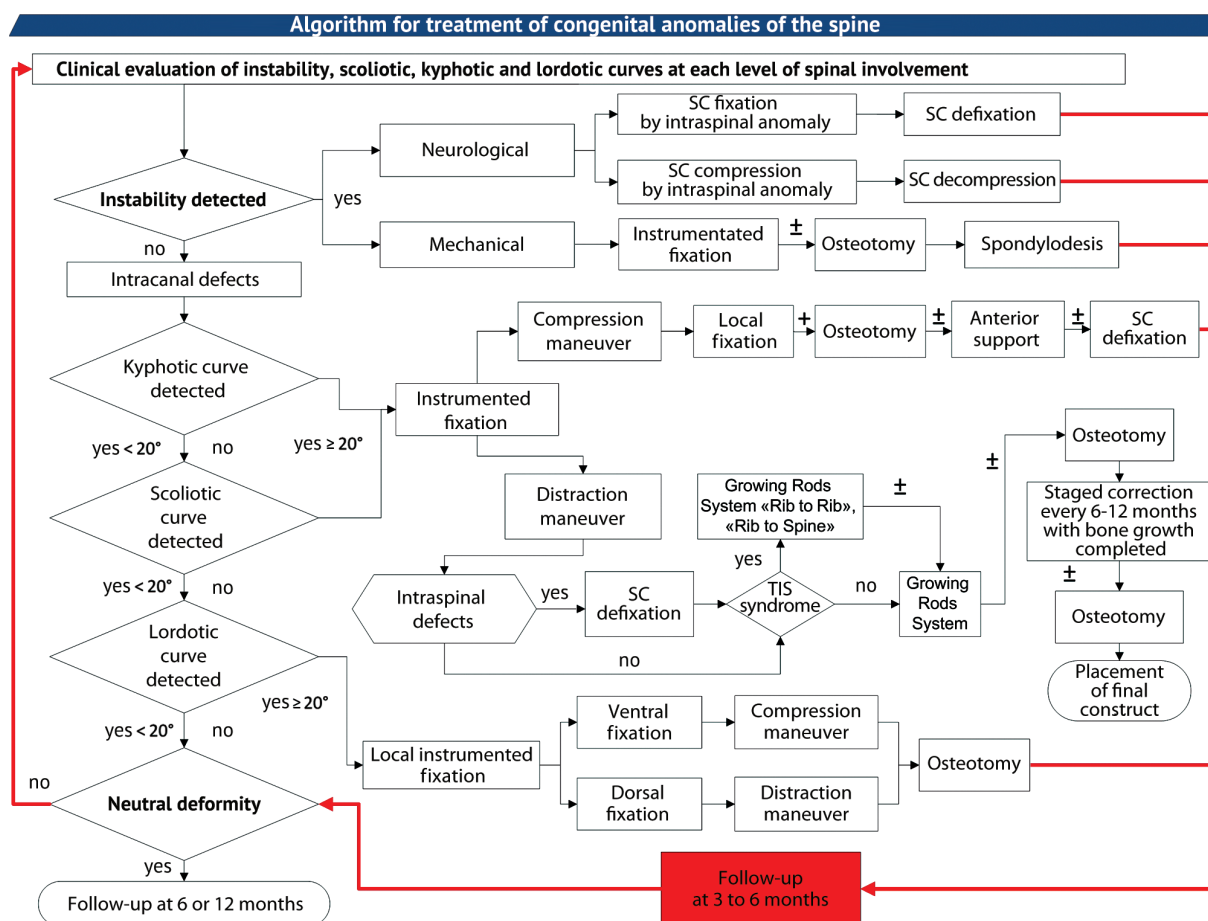 Algorithm for treatment of congenital anomalies of the spine
Clinical evaluation of instability, scoliotic, kyphotic and lordotic curves at each level of spinal involvement
Instability detected
yes
no
Neurological
SC fixation
by intraspinal anomaly
SC defixation
SC compression
by intraspinal anomaly
SC decompression
Mechanical
Instrumentated
fixation
±
Osteotomy
Spondylodesis
Intracanal defects
Kyphotic curve
detected
yes < 20°
no
yes ≥ 20°
Instrumented
fixation
Compression
maneuver
Local
fixation
+
Osteotomy
±
Anterior
support
±
SC
defixation
Scoliotic
curve
detected
yes < 20°
no
Distraction
maneuver
Intraspinal
defects
yes
no
SC
defixation
TIS
syndrome
yes
no
Growing Rods
System «Rib to Rib»,
«Rib to Spine»
±
Growing
Rods
System
±
Osteotomy
Staged correction
every 6-12 months
with bone growth
completed
±
Osteotomy
Placement
of final
construct
Lordotic
curve
detected
yes ≥ 20°
yes < 20°
no
Local instrumented
fixation
Ventral
fixation
Compression
maneuver
Dorsal
fixation
Distraction
maneuver
Osteotomy
no
Neutral deformity
yes
Follow-up at 6 or 12 months
Follow-up
at 3 to 6 months